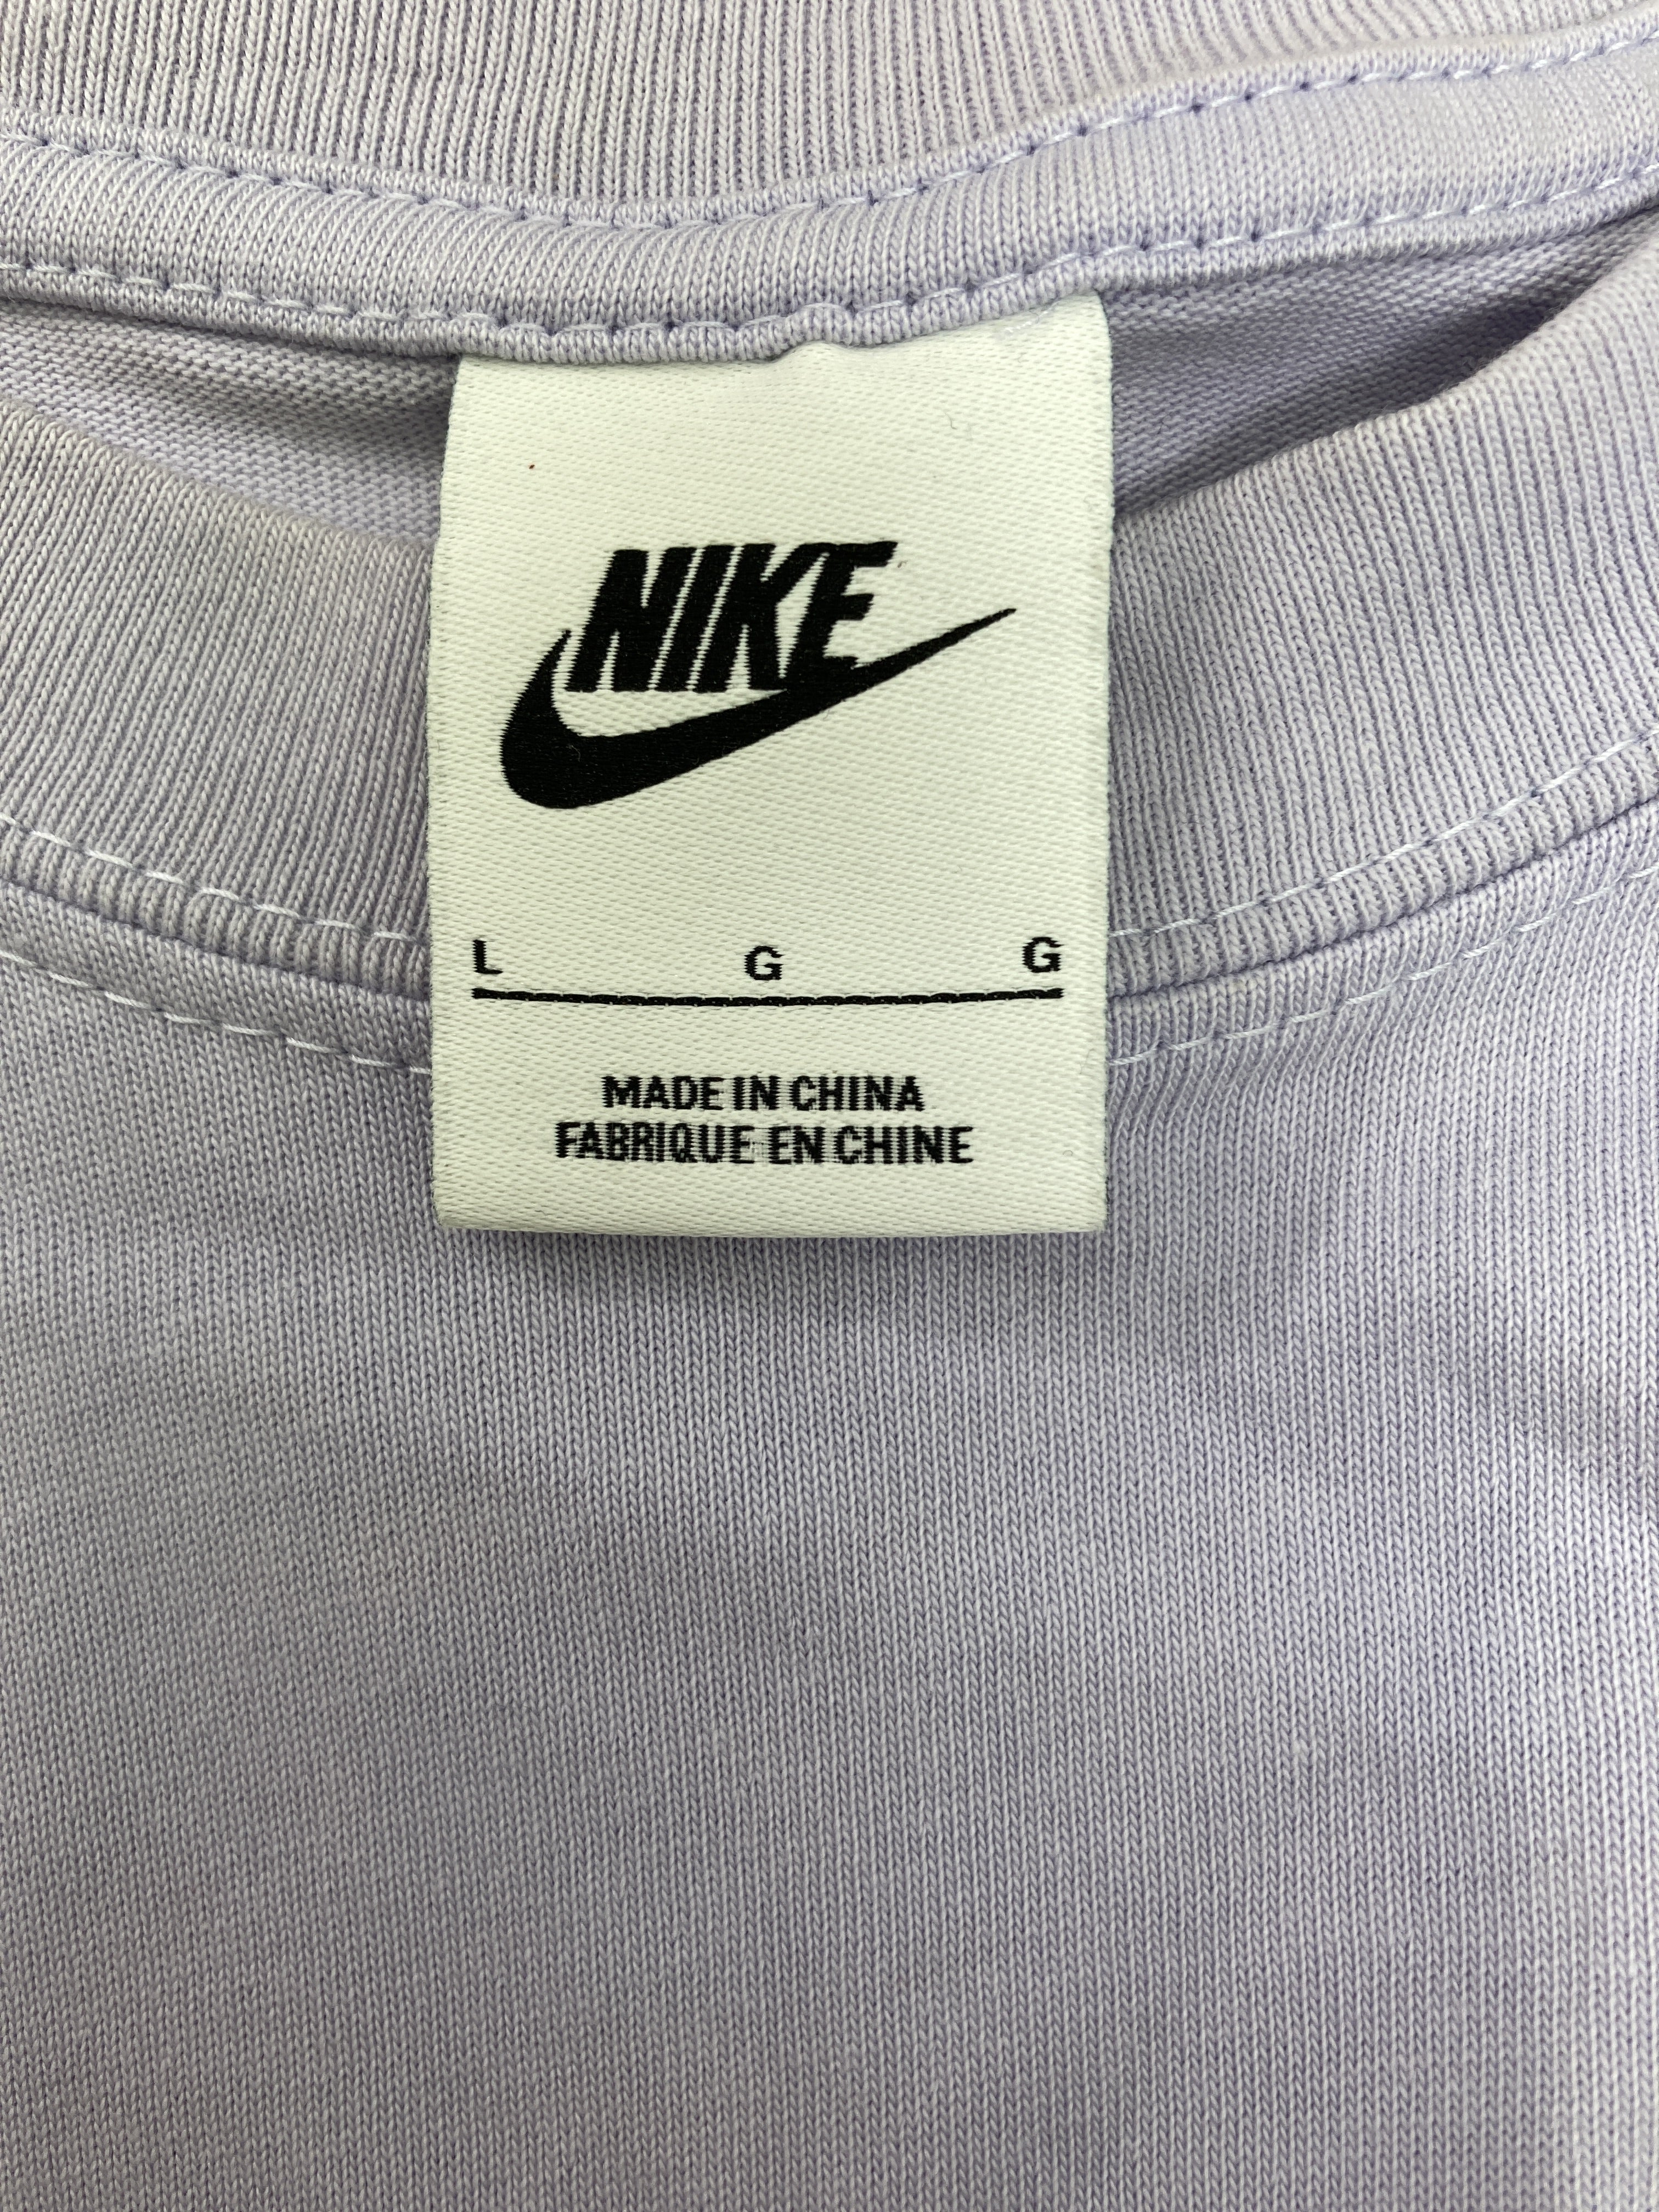 NIKE
L G G
MADE IN CHINA
FABRIQUE EN CHINE